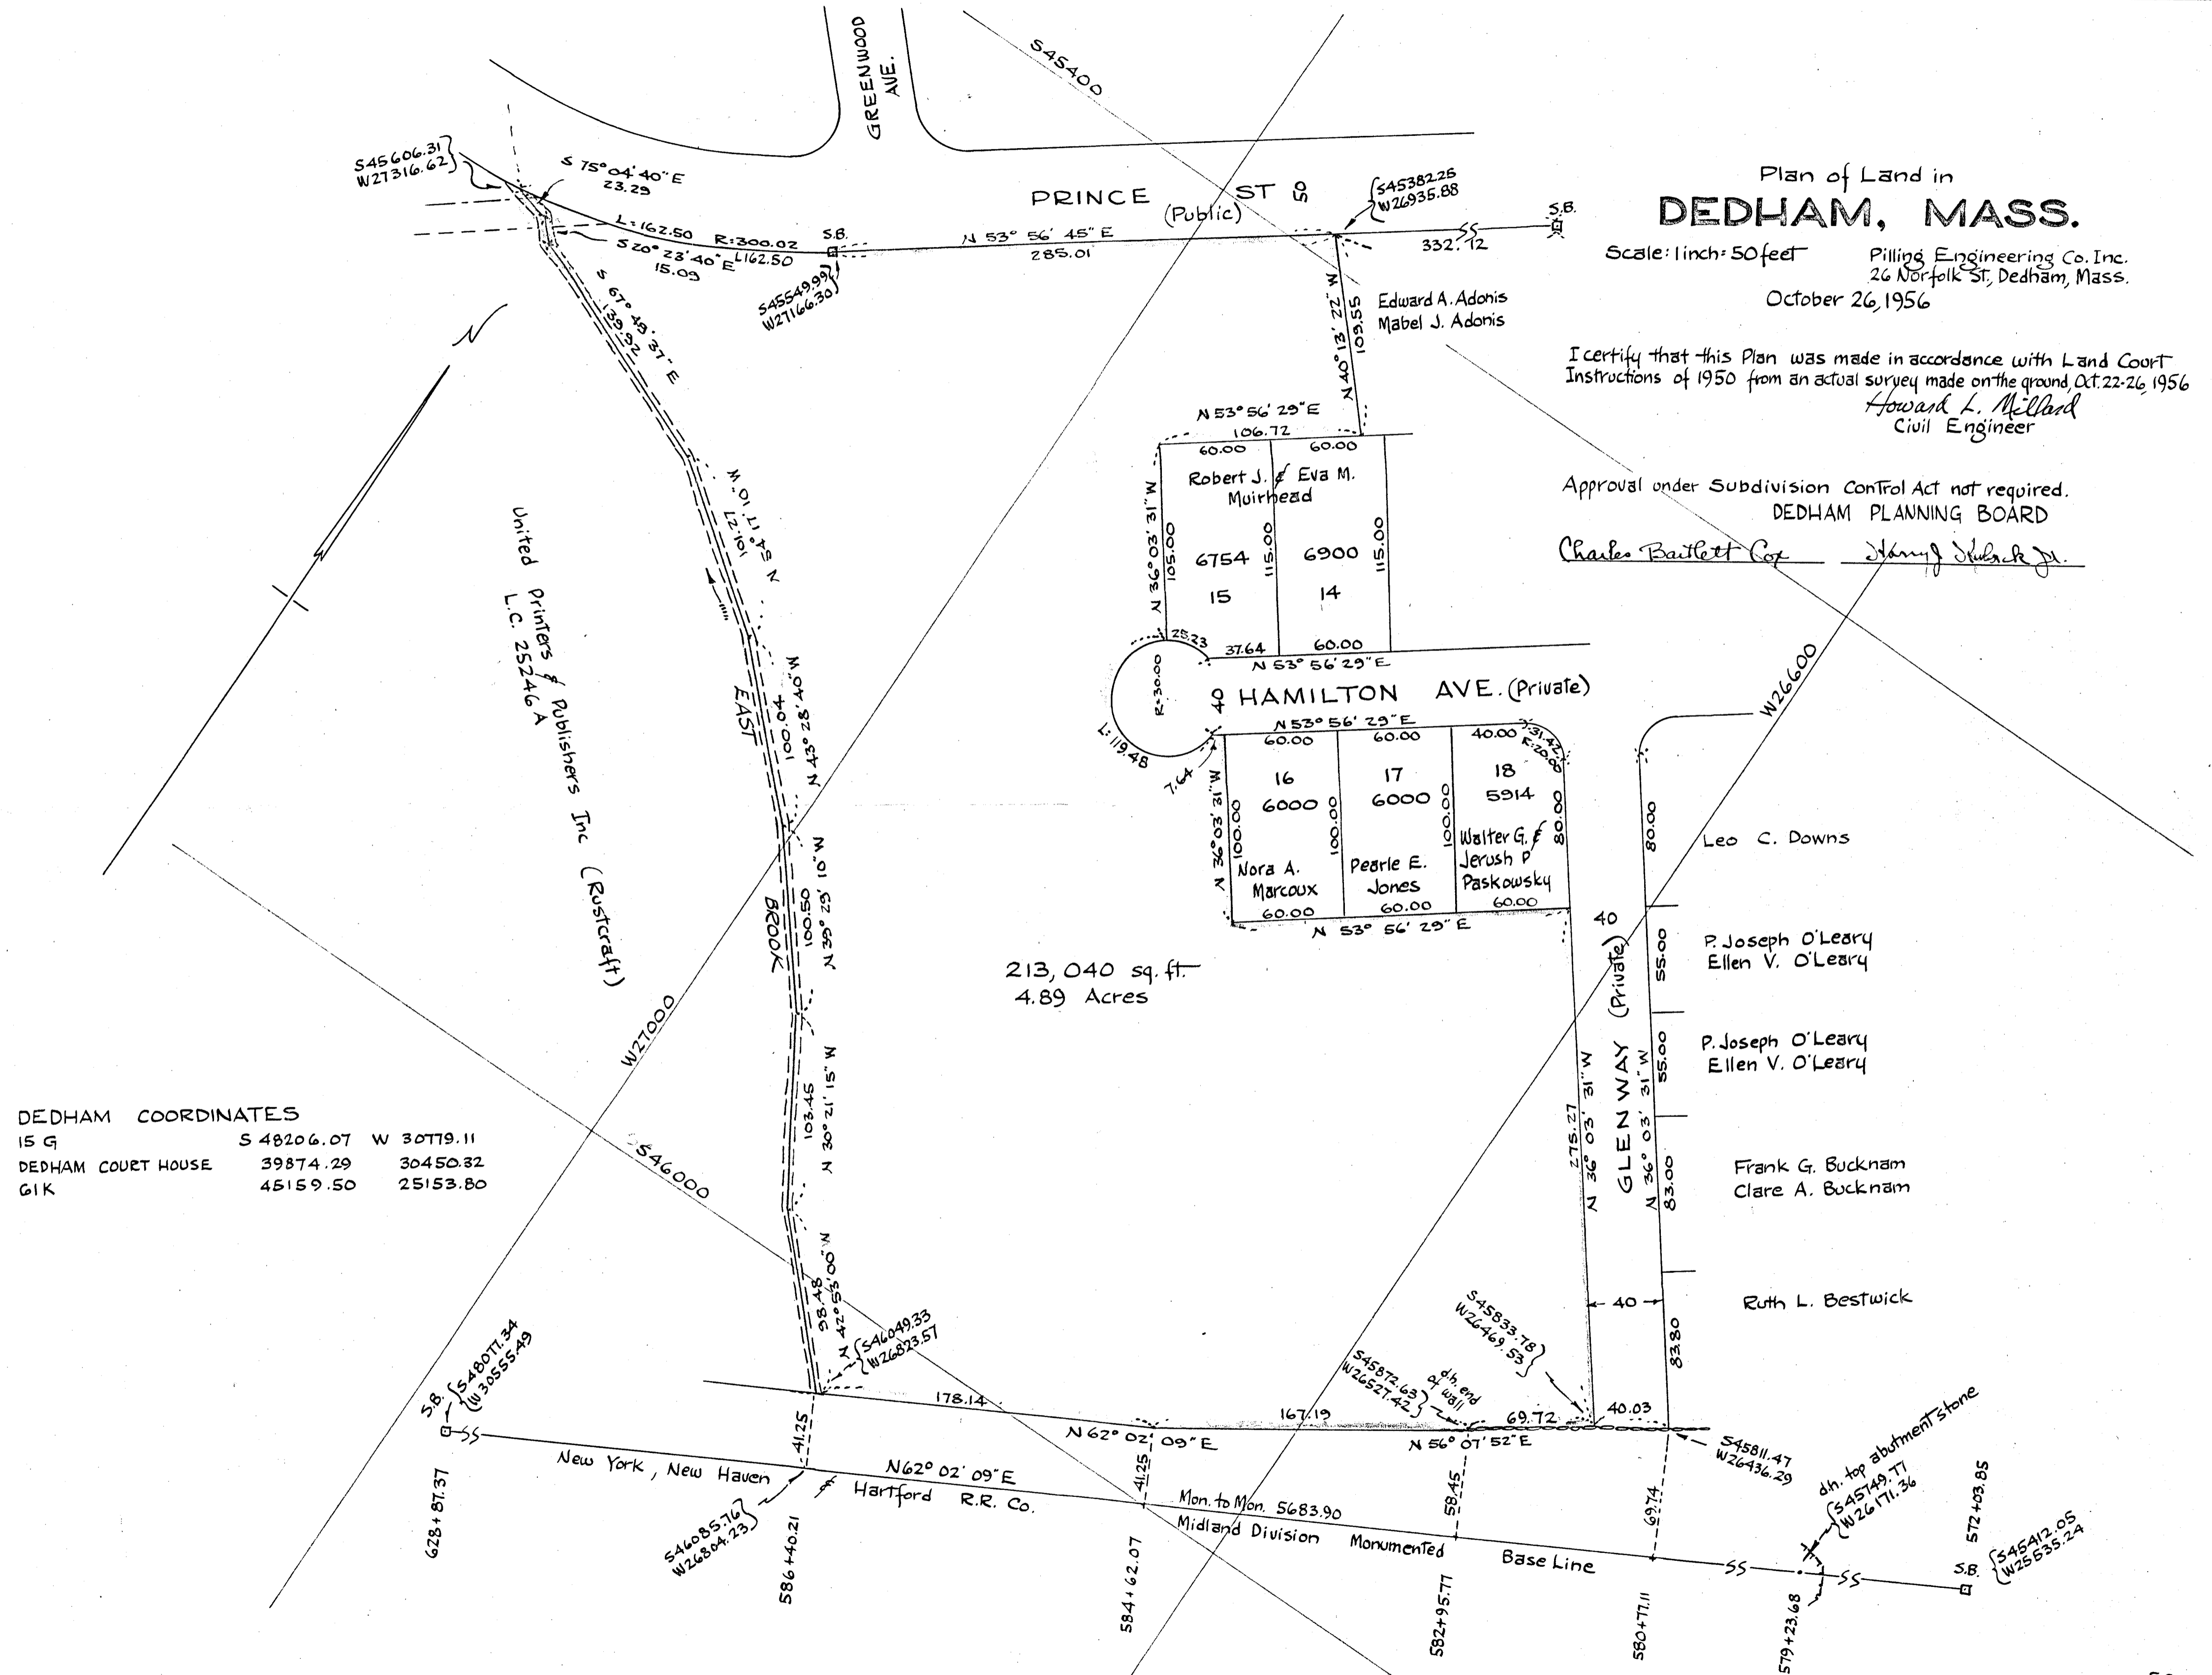 Plan of Land in
DEDHAM, MASS.
Scale: 1 inch = 50 feet
Pilling Engineering Co. Inc.
26 Norfolk St., Dedham, Mass.
October 26, 1956
I certify that this Plan was made in accordance with Land Court
Instructions of 1950 from an actual survey made on the ground, Oct. 22-26, 1956
Howard L. Millard
Civil Engineer
Approval under Subdivision Control Act not required.
DEDHAM PLANNING BOARD
Charles Bartlett Cox
GREENWOOD
AVE.
S45400
S45606.31
W27316.62
S 75° 04' 40" E
23.29
L=162.50 R=300.02
L162.50
S 20° 23' 40" E
15.09
S.B.
S45549.99
W27166.30
PRINCE ST 50
(Public)
N 53° 56' 45" E
285.01
S45382.25
W26935.88
332.72
S.B.
N 40° 13' 22" W
109.55
Edward A. Adonis
Mabel J. Adonis
S 67° 49' 37" E
139.92
N
N 54° 17' 10" W
101.27
United Printers & Publishers Inc (Rustcraft)
L.C. 25246 A
EAST BROOK
100.04
N 43° 28' 40" W
100.50
N 39° 29' 10" W
103.45
N 30° 21' 15" W
98.48
N 42° 53' 00" W
N 53° 56' 29" E
106.72
60.00 60.00
Robert J. & Eva M.
Muirhead
N 36° 03' 31" W
105.00
115.00
115.00
6754
6900
15
14
25.23
37.64
60.00
N 53° 56' 29" E
R=30.00
L=119.48
7.64
40
HAMILTON AVE. (Private)
N 53° 56' 29" E
60.00 60.00 40.00
31.42
R=20.00
16 17 18
6000 6000 5914
N 36° 03' 31" W
100.00
100.00
100.00
80.00
Nora A.
Marcoux
Pearle E.
Jones
Walter G. &
Jerush P
Paskowsky
60.00 60.00 60.00
N 53° 56' 29" E
W26600
213,040 sq. ft.
4.89 Acres
W27000
S46000
40
GLENWAY (Private)
275.27
N 36° 03' 31" W
N 36° 03' 31" W
40
80.00
55.00
55.00
83.00
83.80
Leo C. Downs
P. Joseph O'Leary
Ellen V. O'Leary
P. Joseph O'Leary
Ellen V. O'Leary
Frank G. Bucknam
Clare A. Bucknam
Ruth L. Bestwick
DEDHAM COORDINATES
15 G S 48206.07 W 30779.11
DEDHAM COURT HOUSE 39874.29 30450.32
61K 45159.50 25153.80
S46049.33
W26823.57
178.14
N 62° 02' 09" E
167.19
S45872.63
W26527.42
d.h. end
of wall
S45833.78
W26469.53
69.72
40.03
N 56° 07' 52" E
S45811.47
W26436.29
S.B.
S48077.34
W30555.49
SS
New York, New Haven & Hartford R.R. Co.
N 62° 02' 09" E
Mon. to Mon. 5683.90
Midland Division Monumented Base Line
SS
SS
41.25
41.25
58.45
69.74
S46085.76
W26804.23
d.h. top abutment stone
S45749.77
W26171.36
S.B.
S45412.05
W25535.24
628+87.37
586+40.21
584+62.07
582+95.77
580+77.11
579+23.68
572+03.85